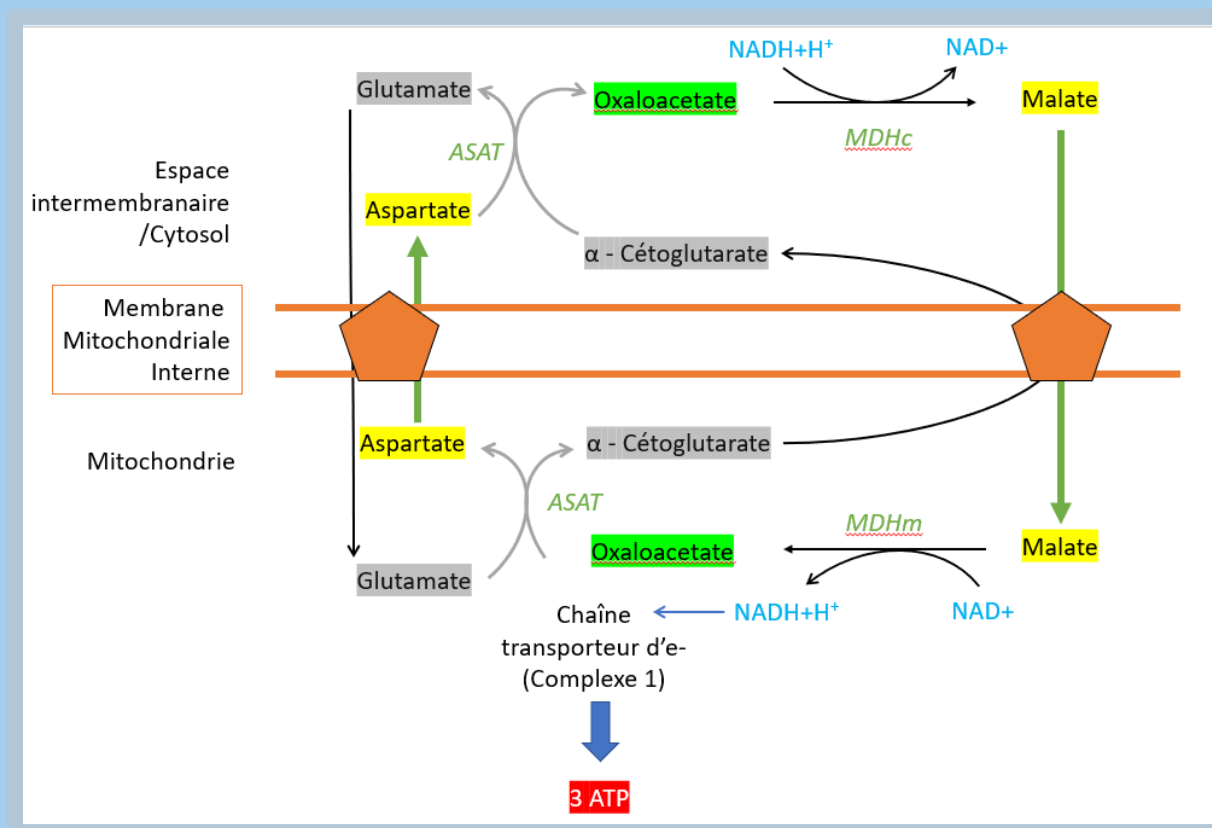 NADH+H⁺
NAD+
Glutamate
Oxaloacetate
Malate
ASAT
MDHc
Espace
intermembranaire
/Cytosol
Aspartate
α - Cétoglutarate
Membrane
Mitochondriale
Interne
Mitochondrie
Aspartate
α - Cétoglutarate
ASAT
MDHm
Oxaloacetate
Malate
Glutamate
NADH+H⁺
NAD+
Chaîne
transporteur d’e-
(Complexe 1)
3 ATP